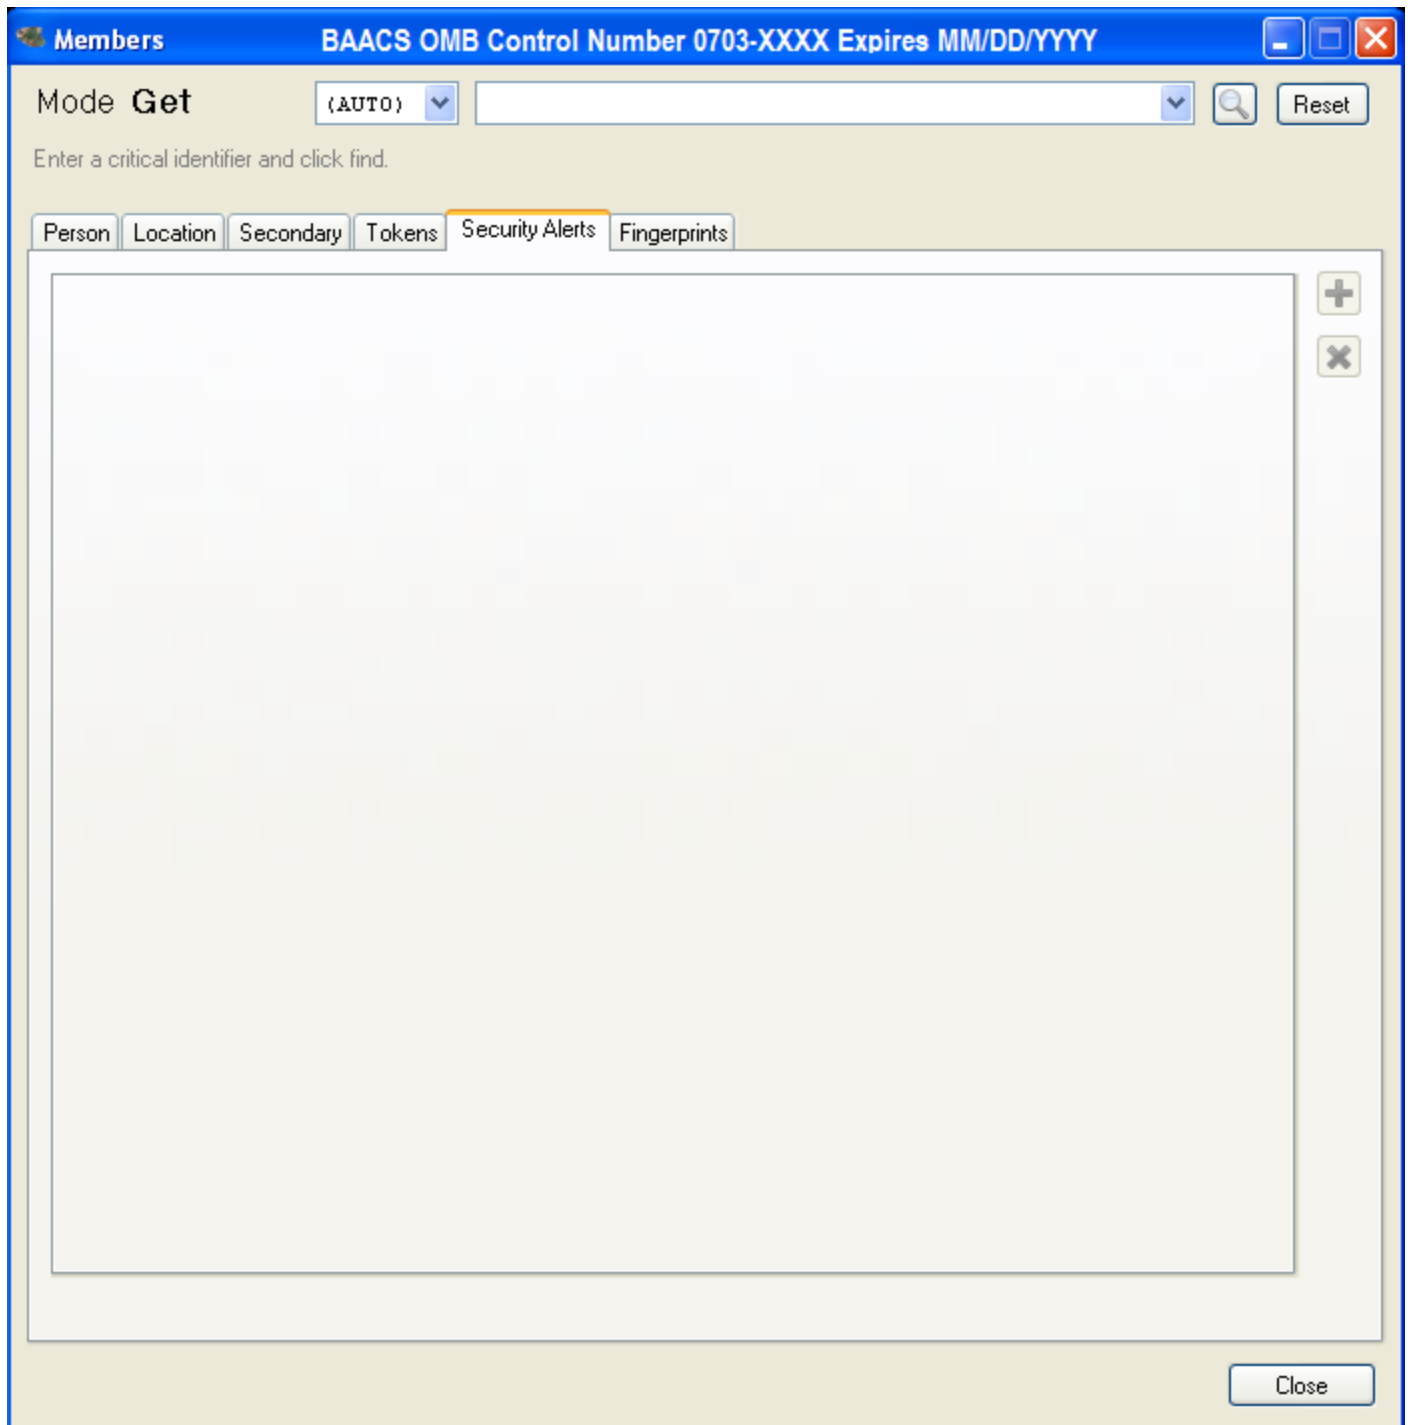 Members BAACS OMB Control Number 0703-XXXX Expires MM/DD/YYYY
Mode Get (AUTO) Reset
Enter a critical identifier and click find.
Person Location Secondary Tokens Security Alerts Fingerprints
Close